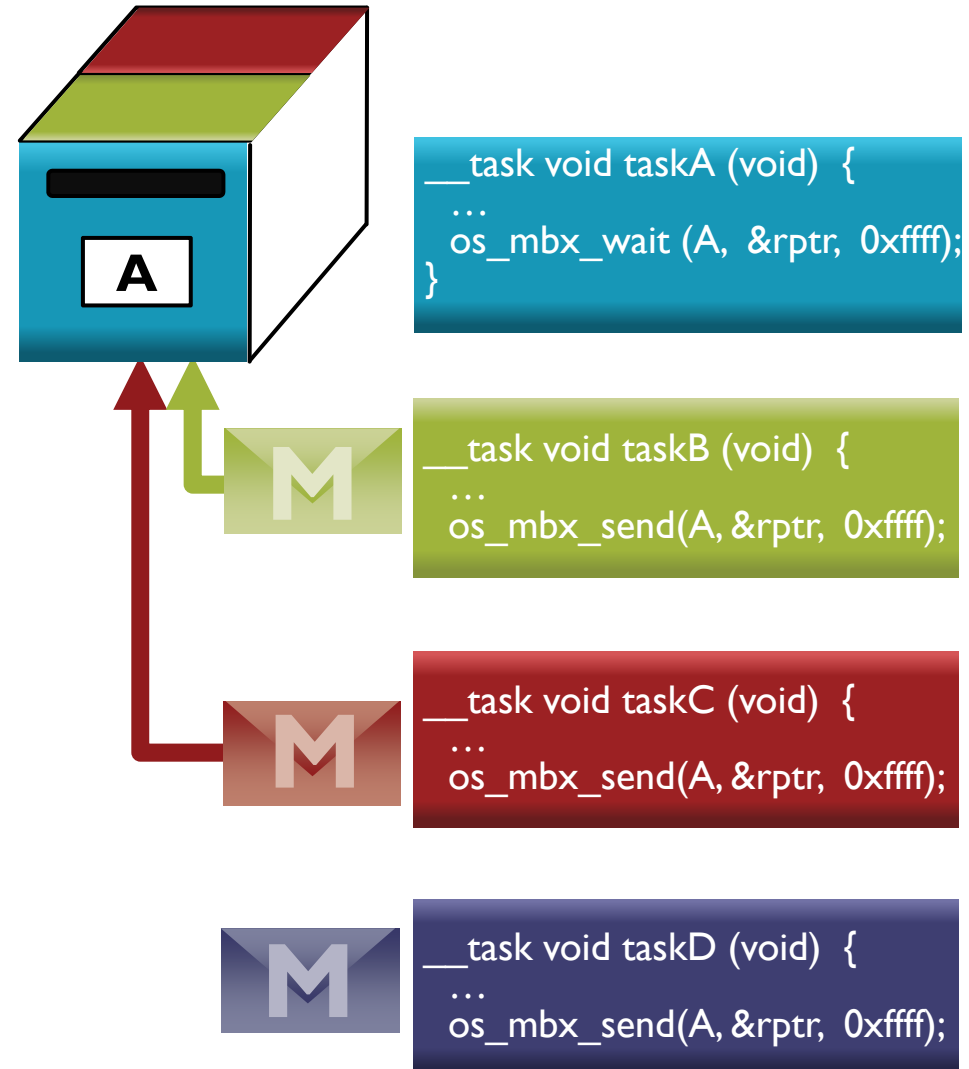 A
__task void taskA (void) {
…
os_mbx_wait (A, &rptr, 0xffff);
}
M
__task void taskB (void) {
…
os_mbx_send(A, &rptr, 0xffff);
M
__task void taskC (void) {
…
os_mbx_send(A, &rptr, 0xffff);
M
__task void taskD (void) {
…
os_mbx_send(A, &rptr, 0xffff);